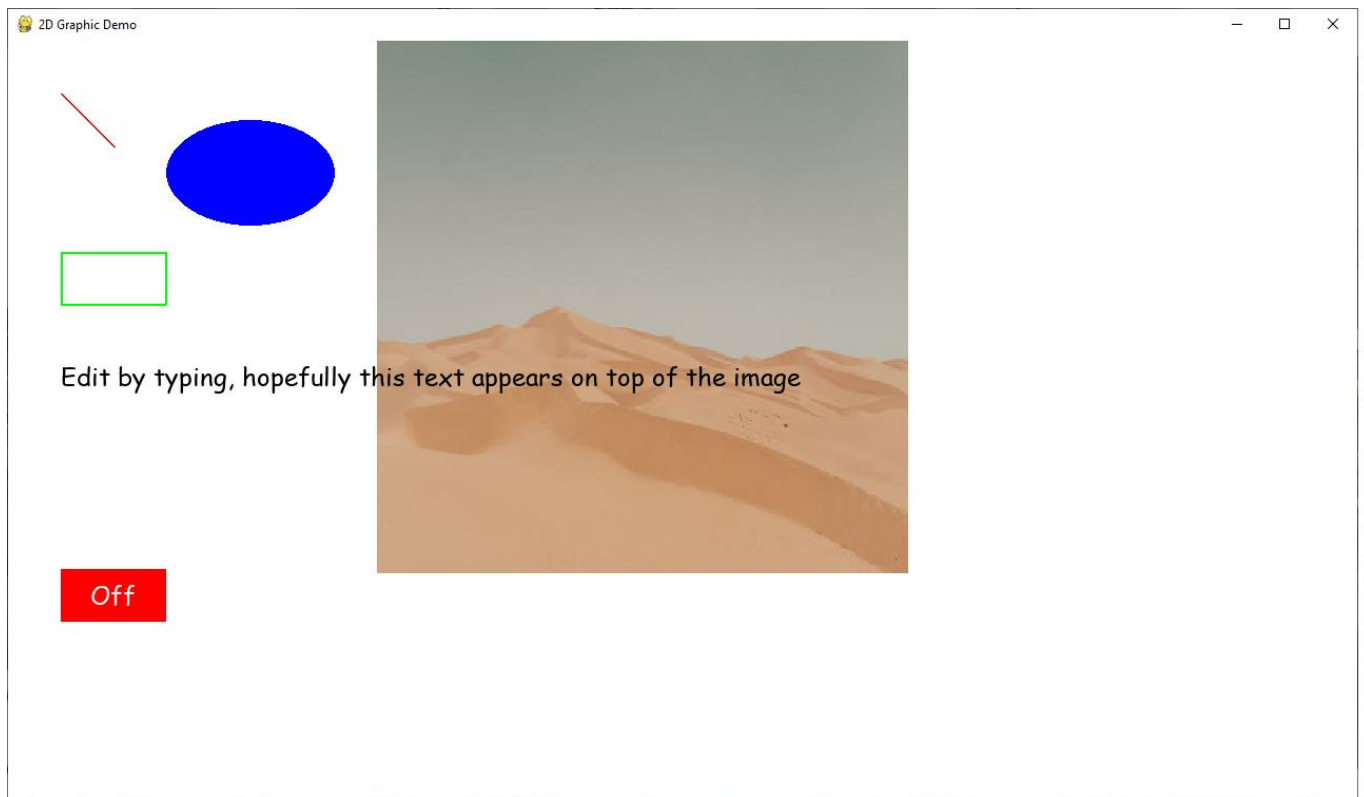 2D Graphic Demo
Edit by typing, hopefully this text appears on top of the image
Off